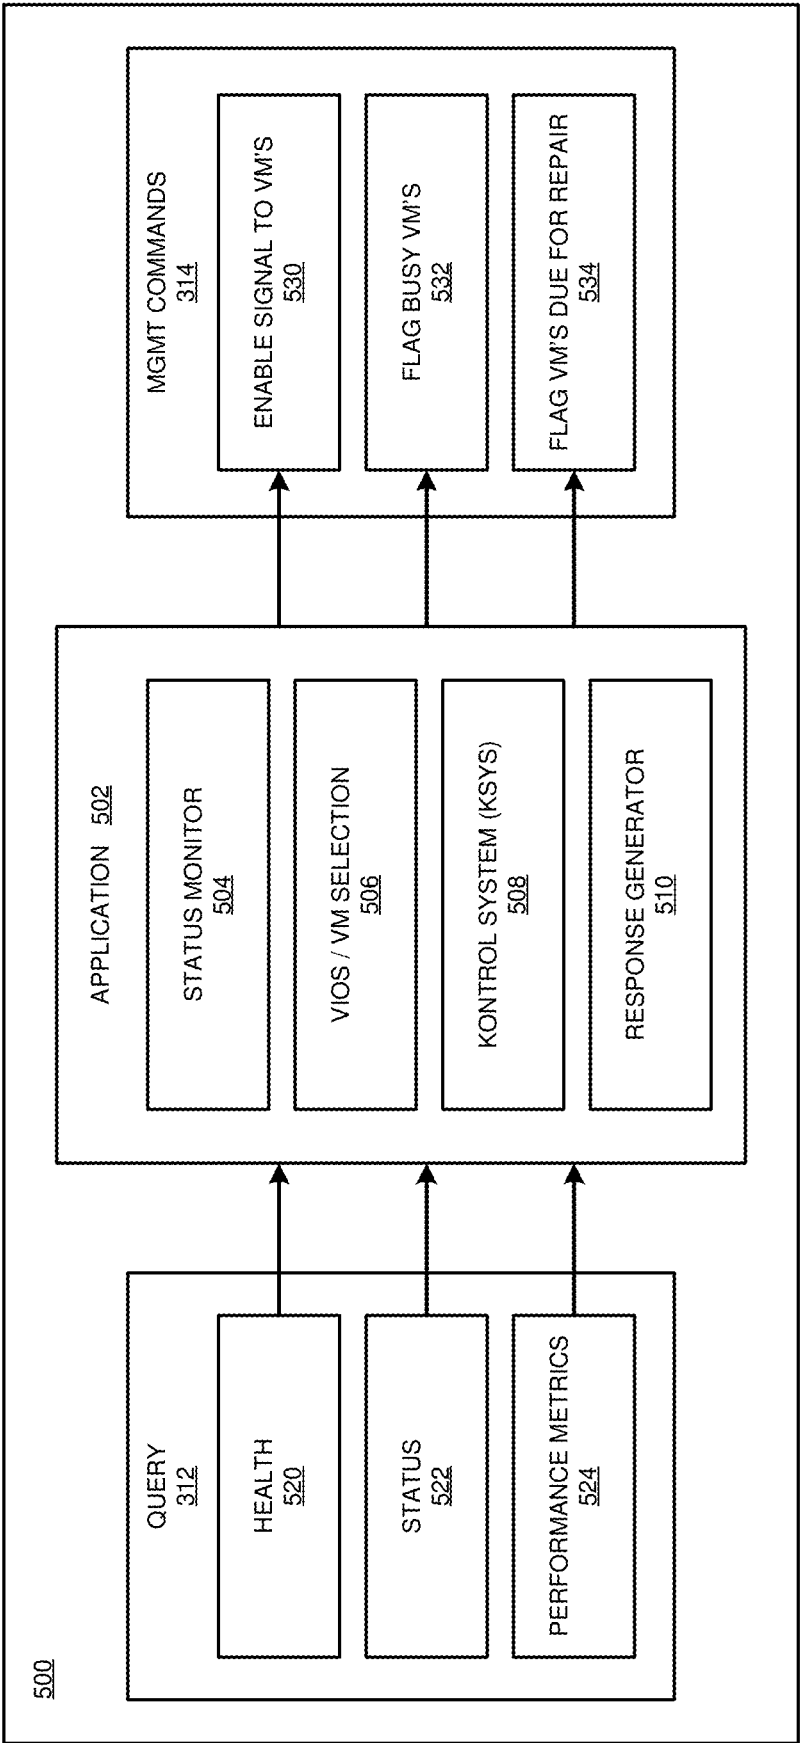 500
QUERY
312
HEALTH
520
STATUS
522
PERFORMANCE METRICS
524
APPLICATION 502
STATUS MONITOR
504
VIOS / VM SELECTION
506
KONTROL SYSTEM (KSYS)
508
RESPONSE GENERATOR
510
MGMT COMMANDS
314
ENABLE SIGNAL TO VM'S
530
FLAG BUSY VM'S
532
FLAG VM'S DUE FOR REPAIR
534